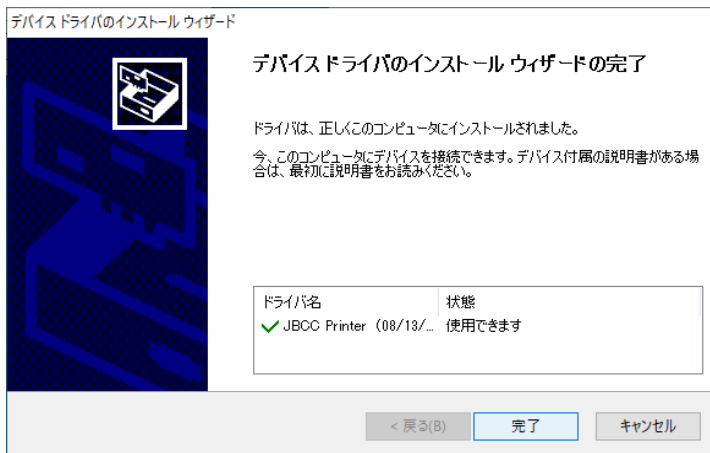 デバイス ドライバのインストール ウィザード
デバイス ドライバのインストール ウィザードの完了
ドライバは、正しくこのコンピュータにインストールされました。
今、このコンピュータにデバイスを接続できます。デバイス付属の説明書がある場
合は、最初に説明書をお読みください。
ドライバ名 状態
JBCC Printer (08/13/... 使用できます
< 戻る(B) 完了 キャンセル